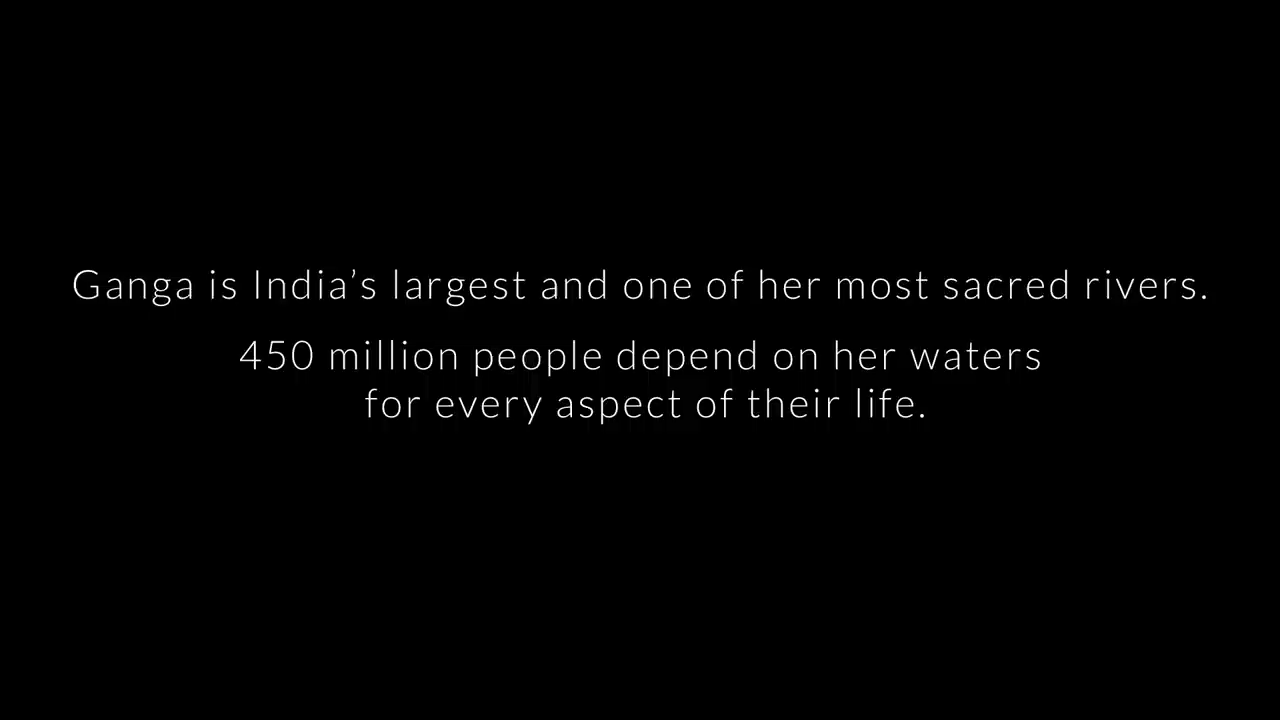 Ganga is India’s largest and one of her most sacred rivers.
450 million people depend on her waters
for every aspect of their life.